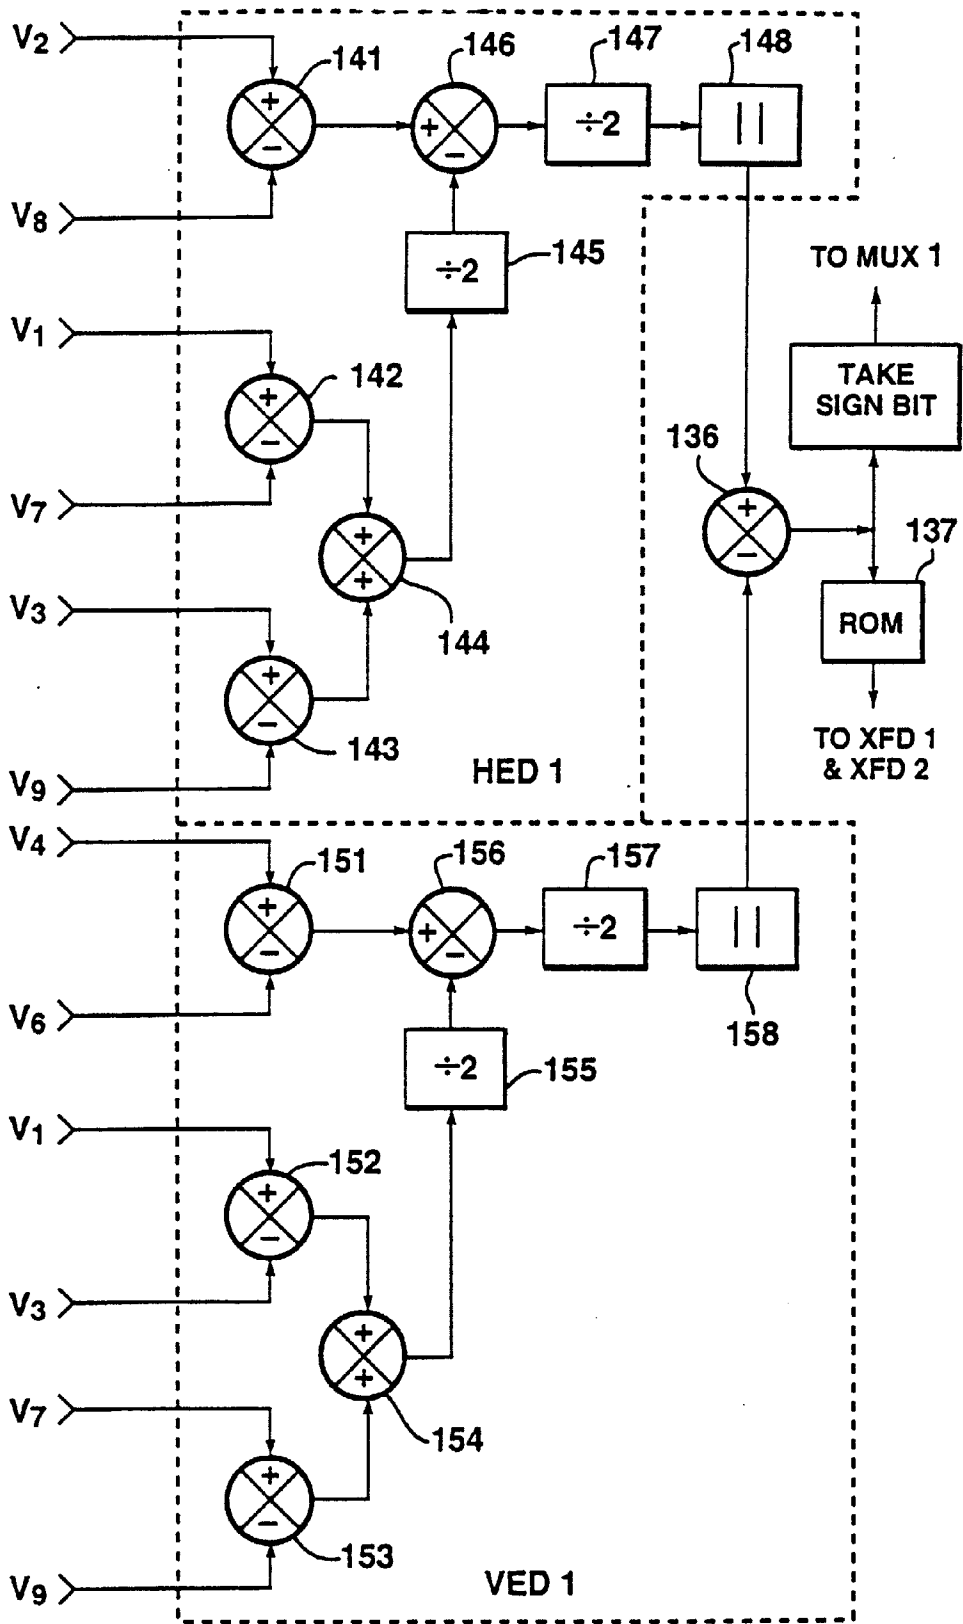 V2
141
146
147
148
+
−
+
−
÷2
| |
V8
÷2
145
TO MUX 1
V1
142
+
−
TAKE
SIGN BIT
V7
136
+
−
137
ROM
+
+
144
V3
+
−
143
TO XFD 1
& XFD 2
V9
HED 1
V4
151
156
157
+
−
+
−
÷2
| |
V6
158
÷2
155
V1
152
+
−
V3
+
+
154
V7
+
−
153
V9
VED 1